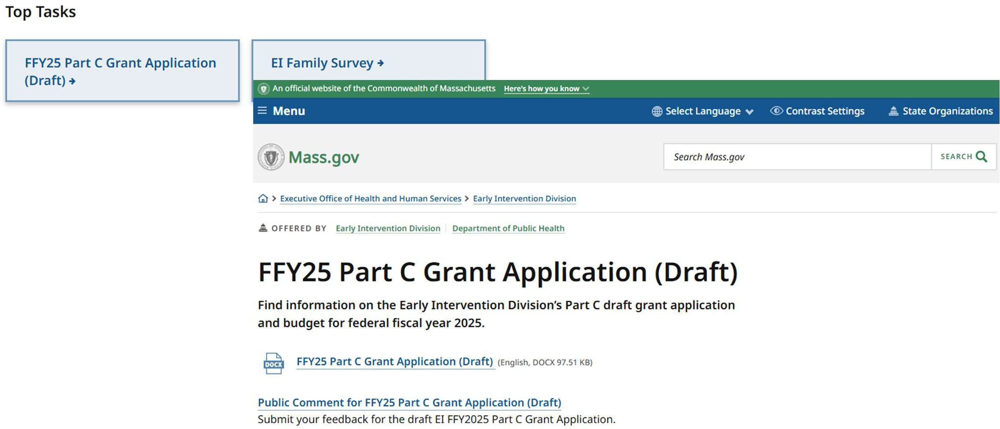 Top Tasks
FFY25 Part C Grant Application
(Draft)
EI Family Survey
An official website of the Commonwealth of Massachusetts Here's how you know
Menu Select Language Contrast Settings State Organizations
Mass.gov Search Mass.gov SEARCH
Executive Office of Health and Human Services > Early Intervention Division
OFFERED BY Early Intervention Division | Department of Public Health
FFY25 Part C Grant Application (Draft)
Find information on the Early Intervention Division’s Part C draft grant application
and budget for federal fiscal year 2025.
DOCX FFY25 Part C Grant Application (Draft) (English, DOCX 97.51 KB)
Public Comment for FFY25 Part C Grant Application (Draft)
Submit your feedback for the draft EI FFY2025 Part C Grant Application.